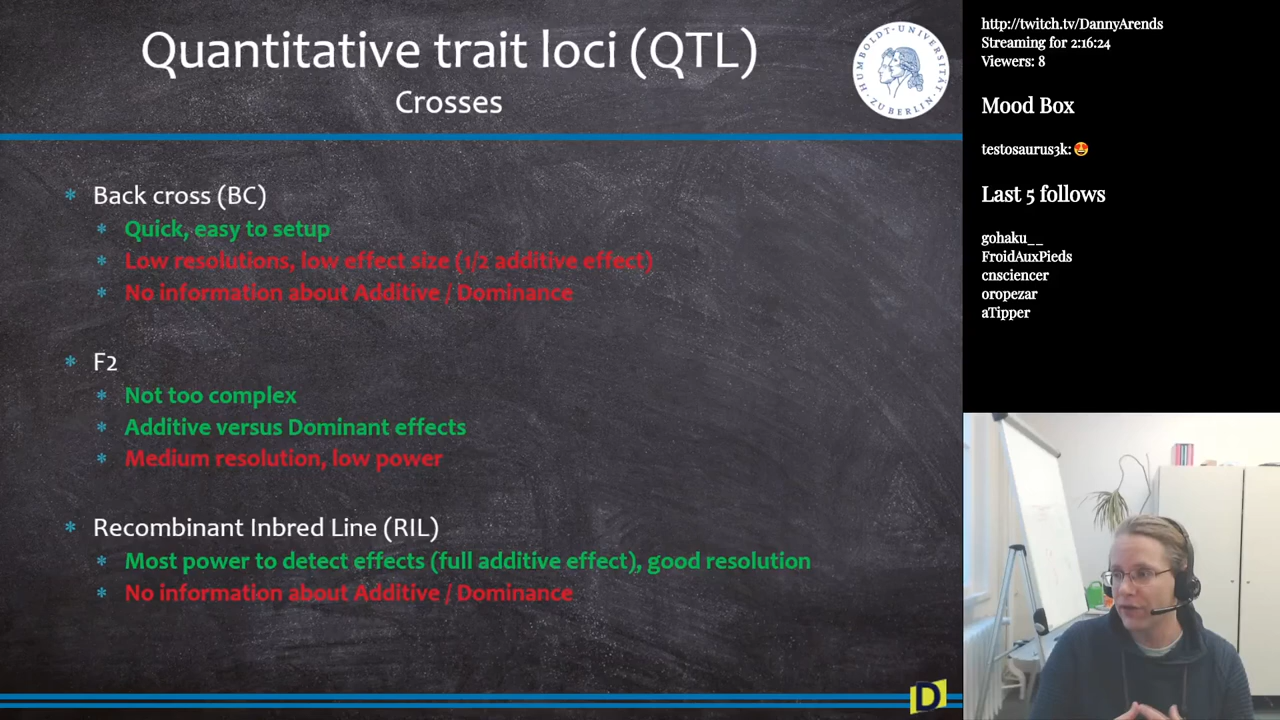 Quantitative trait loci (QTL)
Crosses
HUMBOLDT-UNIVERSITÄT
ZU BERLIN
Back cross (BC)
Quick, easy to setup
Low resolutions, low effect size (1/2 additive effect)
No information about Additive / Dominance
F2
Not too complex
Additive versus Dominant effects
Medium resolution, low power
Recombinant Inbred Line (RIL)
Most power to detect effects (full additive effect), good resolution
No information about Additive / Dominance
D
http://twitch.tv/DannyArends
Streaming for 2:16:24
Viewers: 8
Mood Box
testosaurus3k: 🤩
Last 5 follows
gohaku__
FroidAuxPieds
cnsciencer
oropezar
aTipper